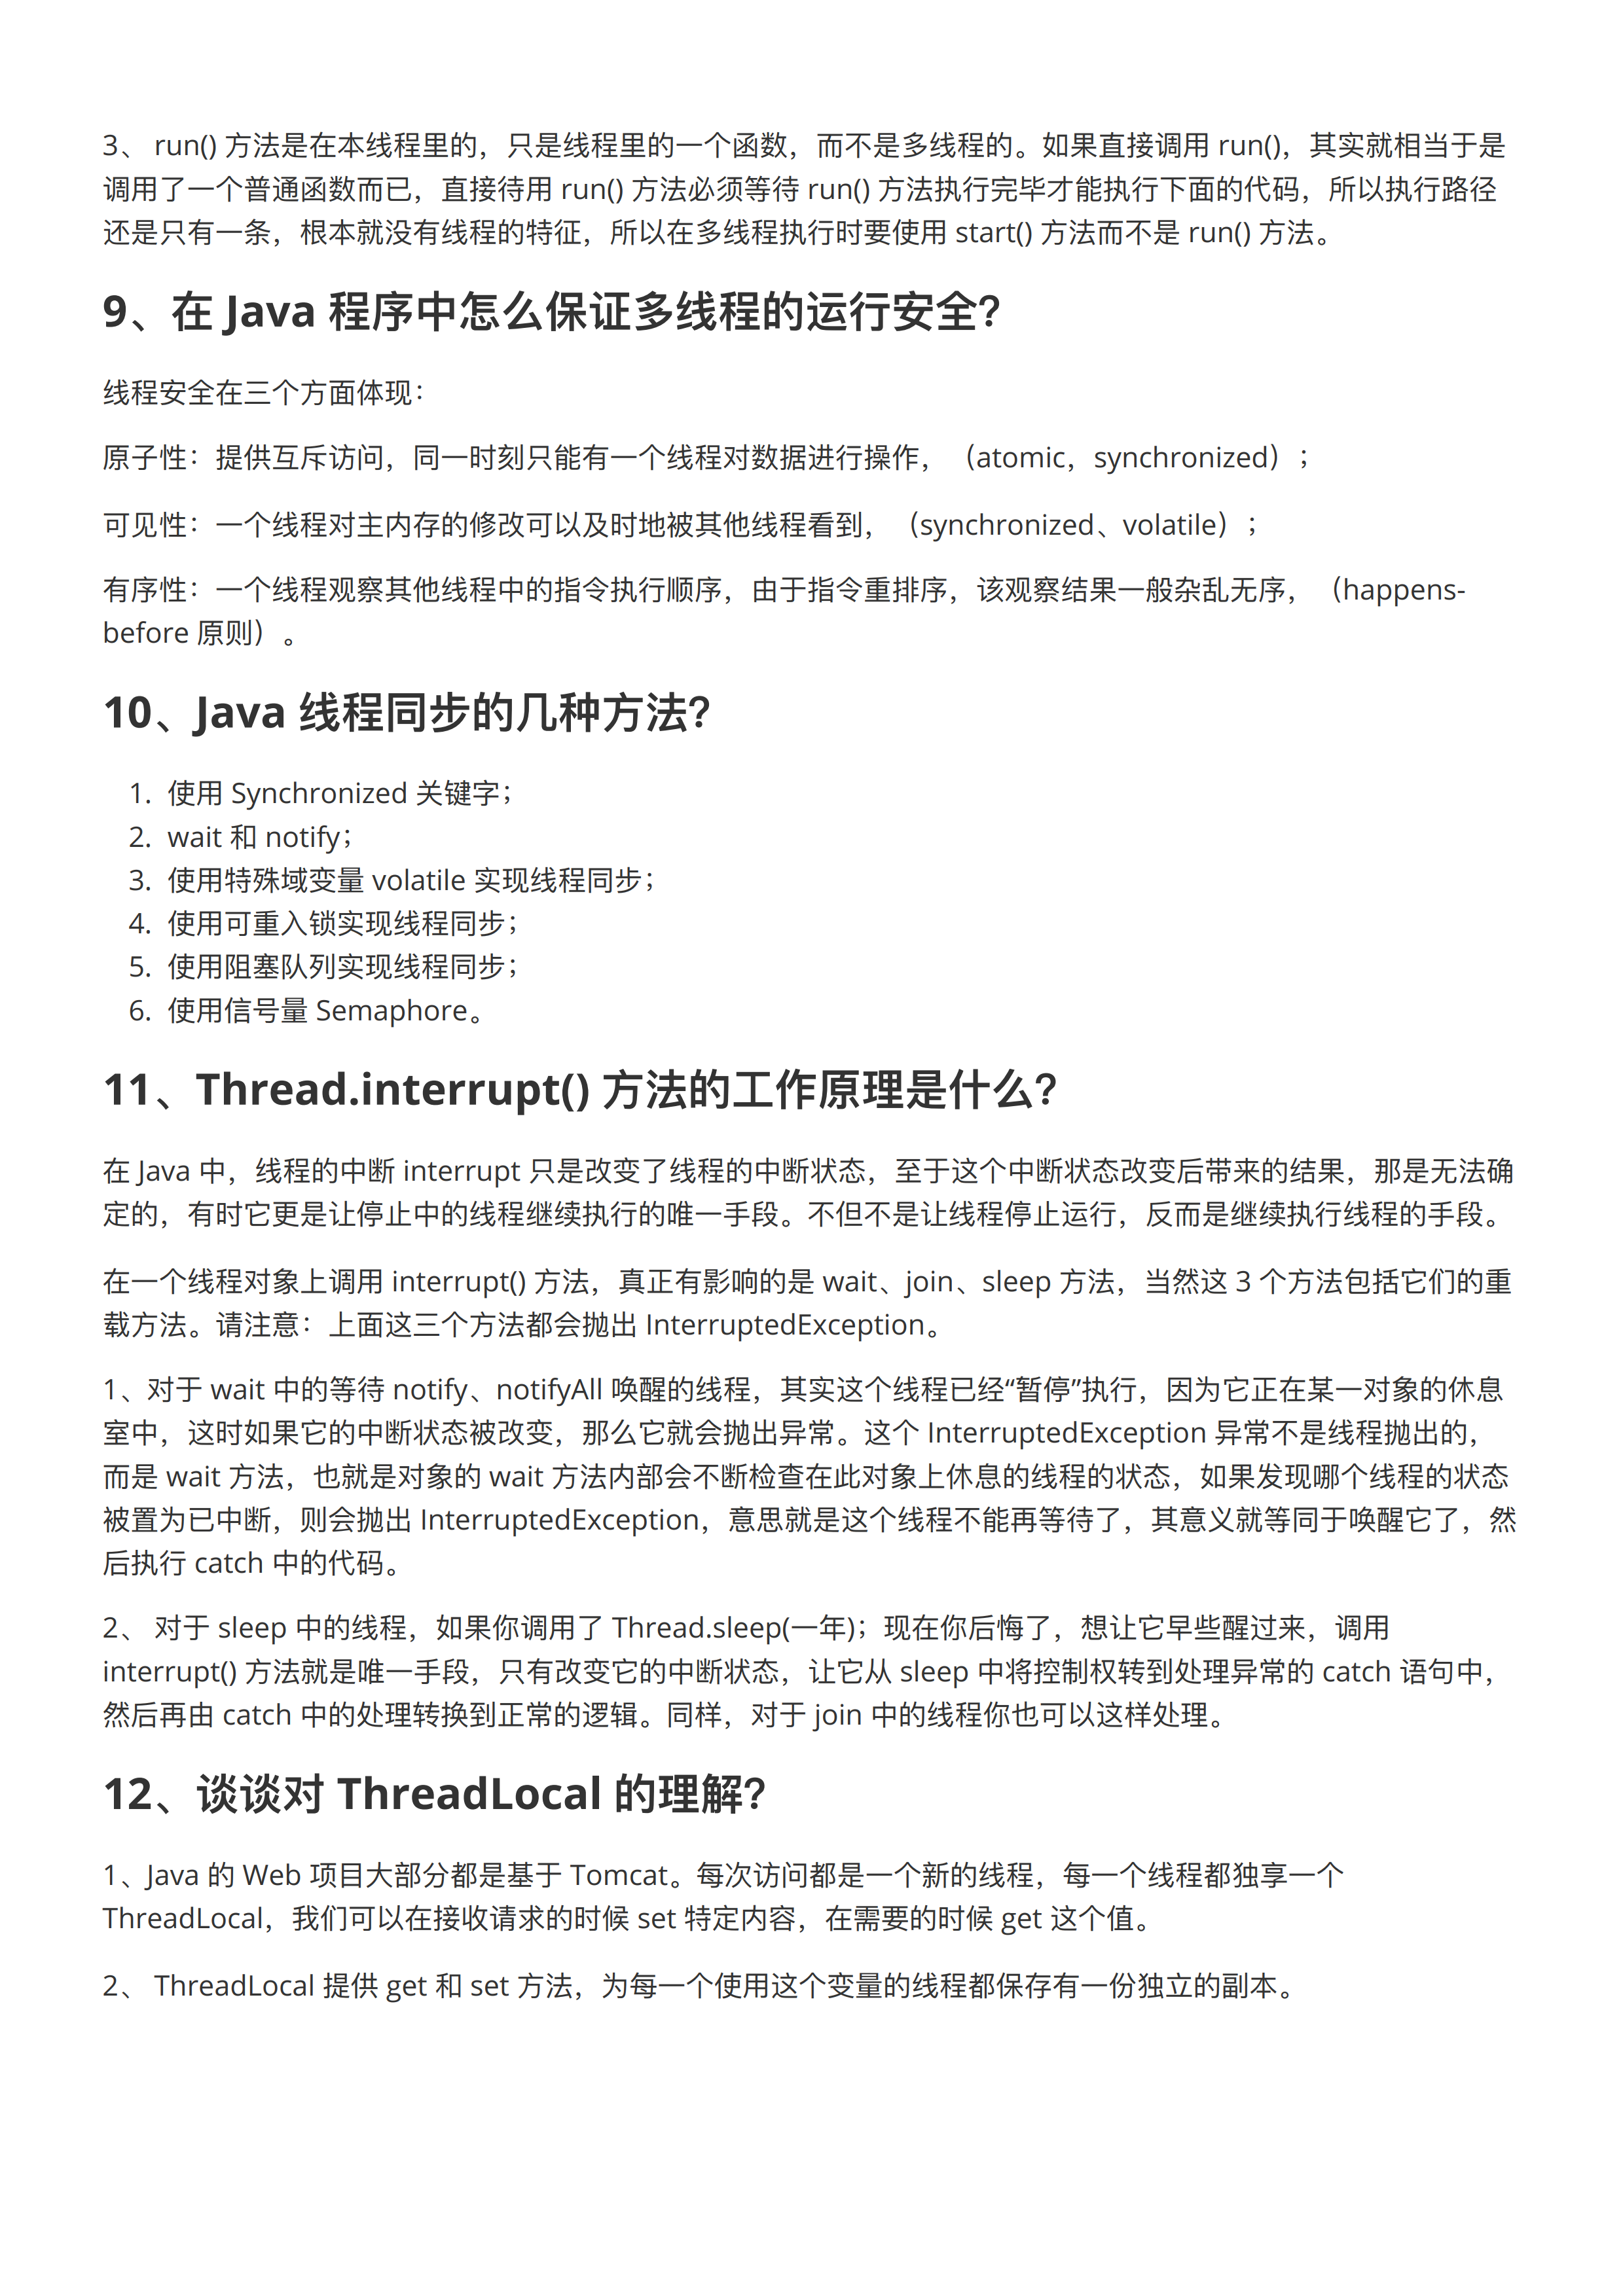 3、 run() 方法是在本线程里的，只是线程里的一个函数，而不是多线程的。如果直接调用 run()，其实就相当于是
调用了一个普通函数而已，直接待用 run() 方法必须等待 run() 方法执行完毕才能执行下面的代码，所以执行路径
还是只有一条，根本就没有线程的特征，所以在多线程执行时要使用 start() 方法而不是 run() 方法。
9、在 Java 程序中怎么保证多线程的运行安全？
线程安全在三个方面体现：
原子性：提供互斥访问，同一时刻只能有一个线程对数据进行操作，（atomic，synchronized）；
可见性：一个线程对主内存的修改可以及时地被其他线程看到，（synchronized、volatile）；
有序性：一个线程观察其他线程中的指令执行顺序，由于指令重排序，该观察结果一般杂乱无序，（happens-
before 原则）。
10、Java 线程同步的几种方法？
1. 使用 Synchronized 关键字；
2. wait 和 notify；
3. 使用特殊域变量 volatile 实现线程同步；
4. 使用可重入锁实现线程同步；
5. 使用阻塞队列实现线程同步；
6. 使用信号量 Semaphore。
11、Thread.interrupt() 方法的工作原理是什么？
在 Java 中，线程的中断 interrupt 只是改变了线程的中断状态，至于这个中断状态改变后带来的结果，那是无法确
定的，有时它更是让停止中的线程继续执行的唯一手段。不但不是让线程停止运行，反而是继续执行线程的手段。
在一个线程对象上调用 interrupt() 方法，真正有影响的是 wait、join、sleep 方法，当然这 3 个方法包括它们的重
载方法。请注意：上面这三个方法都会抛出 InterruptedException。
1、对于 wait 中的等待 notify、notifyAll 唤醒的线程，其实这个线程已经“暂停”执行，因为它正在某一对象的休息
室中，这时如果它的中断状态被改变，那么它就会抛出异常。这个 InterruptedException 异常不是线程抛出的，
而是 wait 方法，也就是对象的 wait 方法内部会不断检查在此对象上休息的线程的状态，如果发现哪个线程的状态
被置为已中断，则会抛出 InterruptedException，意思就是这个线程不能再等待了，其意义就等同于唤醒它了，然
后执行 catch 中的代码。
2、 对于 sleep 中的线程，如果你调用了 Thread.sleep(一年)；现在你后悔了，想让它早些醒过来，调用
interrupt() 方法就是唯一手段，只有改变它的中断状态，让它从 sleep 中将控制权转到处理异常的 catch 语句中，
然后再由 catch 中的处理转换到正常的逻辑。同样，对于 join 中的线程你也可以这样处理。
12、谈谈对 ThreadLocal 的理解？
1、Java 的 Web 项目大部分都是基于 Tomcat。每次访问都是一个新的线程，每一个线程都独享一个
ThreadLocal，我们可以在接收请求的时候 set 特定内容，在需要的时候 get 这个值。
2、 ThreadLocal 提供 get 和 set 方法，为每一个使用这个变量的线程都保存有一份独立的副本。